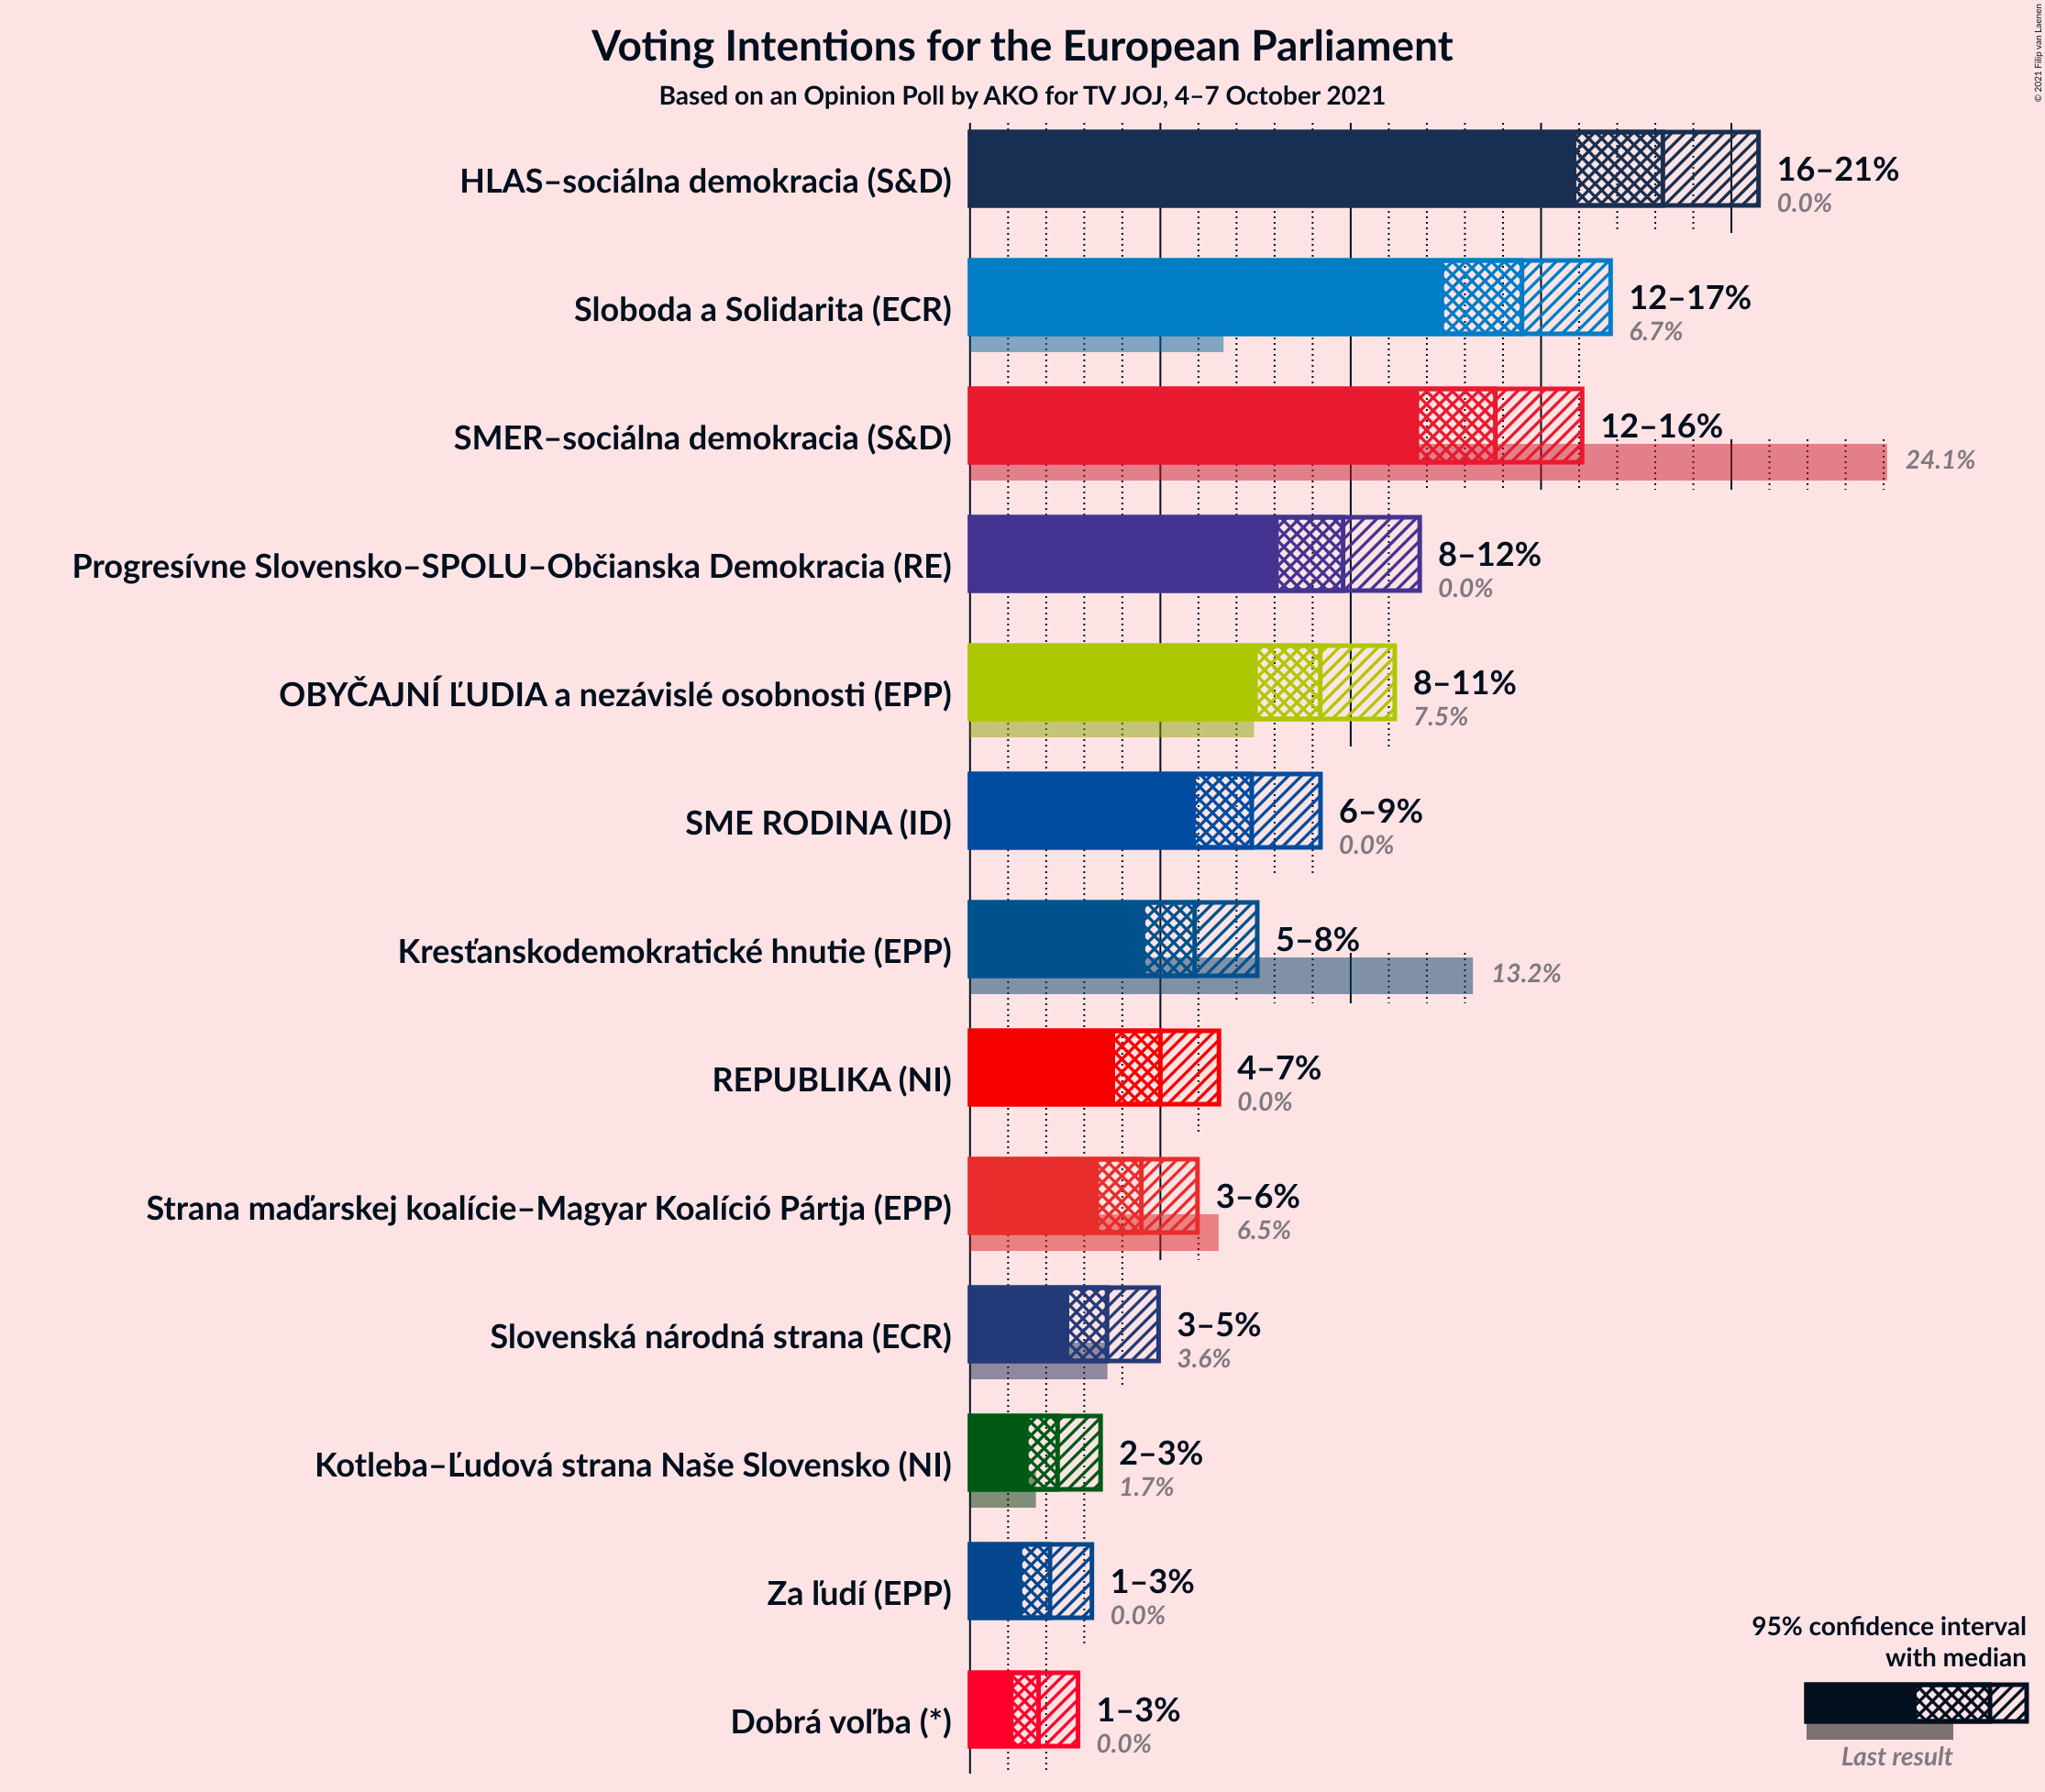 Voting Intentions for the European Parliament
Based on an Opinion Poll by AKO for TV JOJ, 4–7 October 2021
© 2021 Filip van Laenen
HLAS–sociálna demokracia (S&D)
16–21%
0.0%
Sloboda a Solidarita (ECR)
12–17%
6.7%
SMER–sociálna demokracia (S&D)
12–16%
24.1%
Progresívne Slovensko–SPOLU–Občianska Demokracia (RE)
8–12%
0.0%
OBYČAJNÍ ĽUDIA a nezávislé osobnosti (EPP)
8–11%
7.5%
SME RODINA (ID)
6–9%
0.0%
Kresťanskodemokratické hnutie (EPP)
5–8%
13.2%
REPUBLIKA (NI)
4–7%
0.0%
Strana maďarskej koalície–Magyar Koalíció Pártja (EPP)
3–6%
6.5%
Slovenská národná strana (ECR)
3–5%
3.6%
Kotleba–Ľudová strana Naše Slovensko (NI)
2–3%
1.7%
Za ľudí (EPP)
1–3%
0.0%
Dobrá voľba (*)
1–3%
0.0%
95% confidence interval
with median
Last result